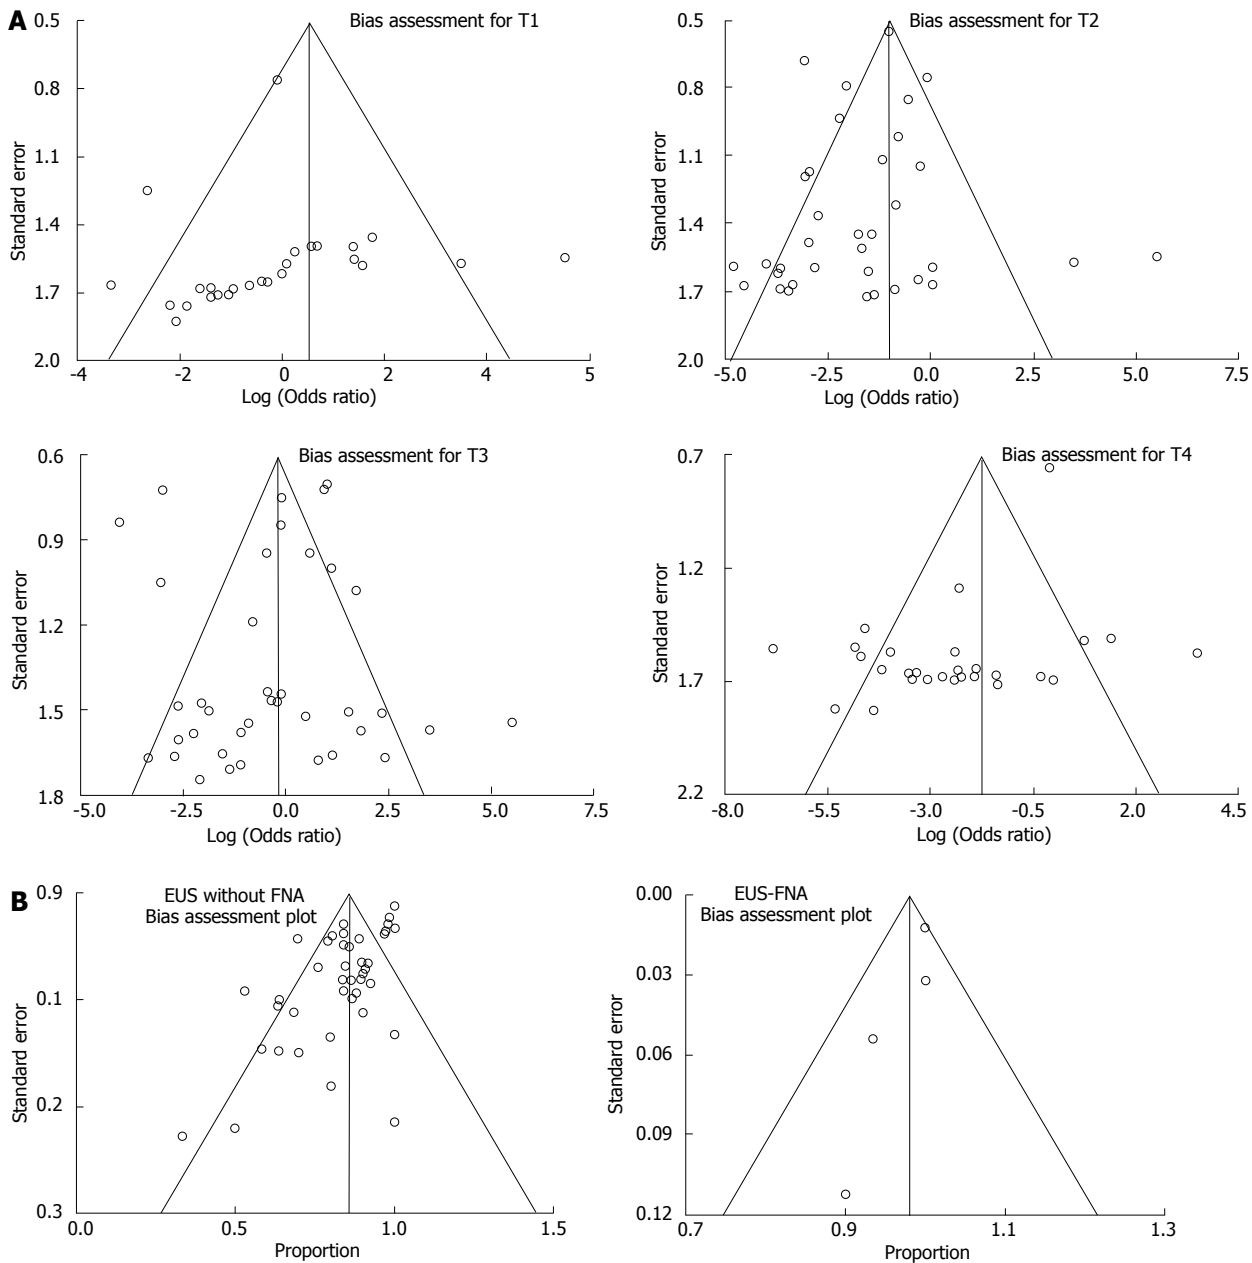 A
Bias assessment for T1
0.5
0.8
1.1
1.4
1.7
2.0
Standard error
-4 -2 0 2 4 5
Log (Odds ratio)
Bias assessment for T2
0.5
0.8
1.1
1.4
1.7
2.0
Standard error
-5.0 -2.5 0.0 2.5 5.0 7.5
Log (Odds ratio)
Bias assessment for T3
0.6
0.9
1.2
1.5
1.8
Standard error
-5.0 -2.5 0.0 2.5 5.0 7.5
Log (Odds ratio)
Bias assessment for T4
0.7
1.2
1.7
2.2
Standard error
-8.0 -5.5 -3.0 -0.5 2.0 4.5
Log (Odds ratio)
B
EUS without FNA
Bias assessment plot
0.9
0.1
0.2
0.3
Standard error
0.0 0.5 1.0 1.5
Proportion
EUS-FNA
Bias assessment plot
0.00
0.03
0.06
0.09
0.12
Standard error
0.7 0.9 1.1 1.3
Proportion